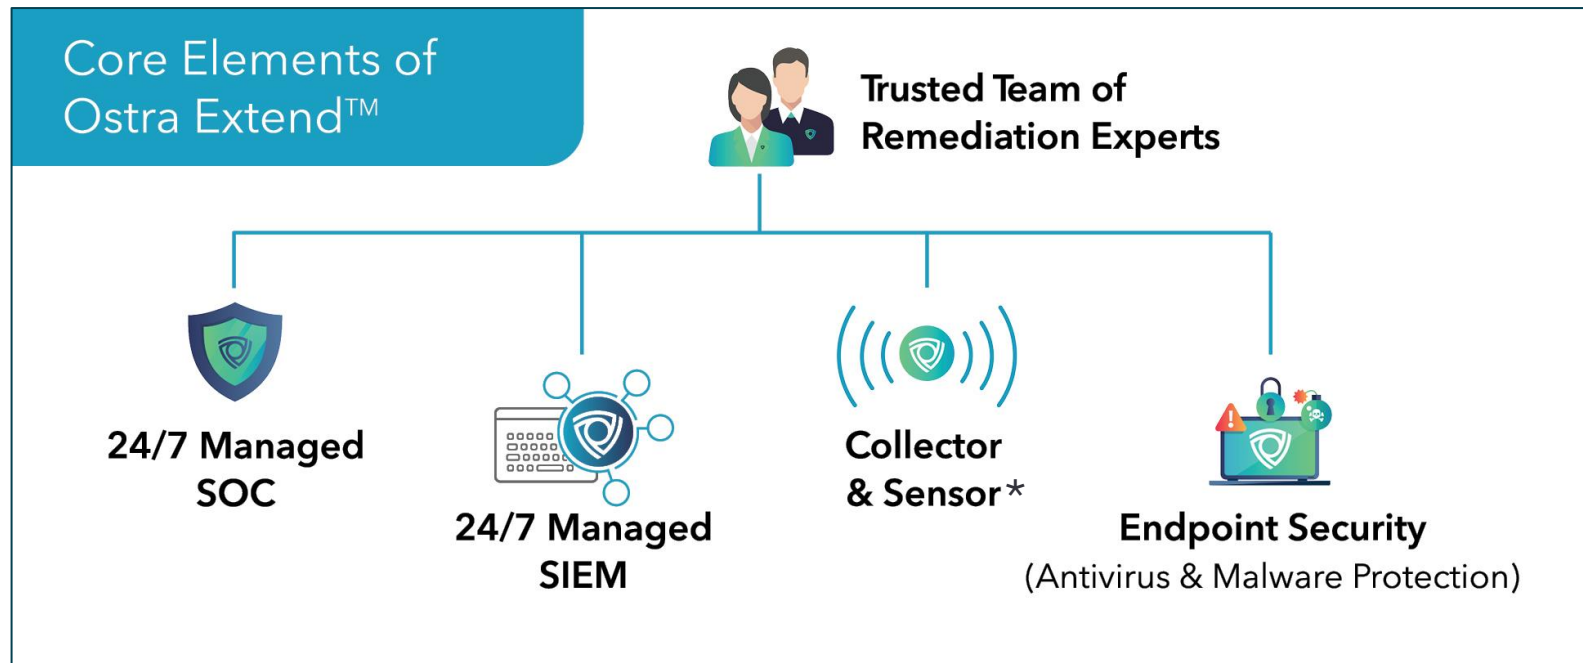 Core Elements of
Ostra Extend™
Trusted Team of
Remediation Experts
24/7 Managed
SOC
24/7 Managed
SIEM
Collector
& Sensor*
Endpoint Security
(Antivirus & Malware Protection)